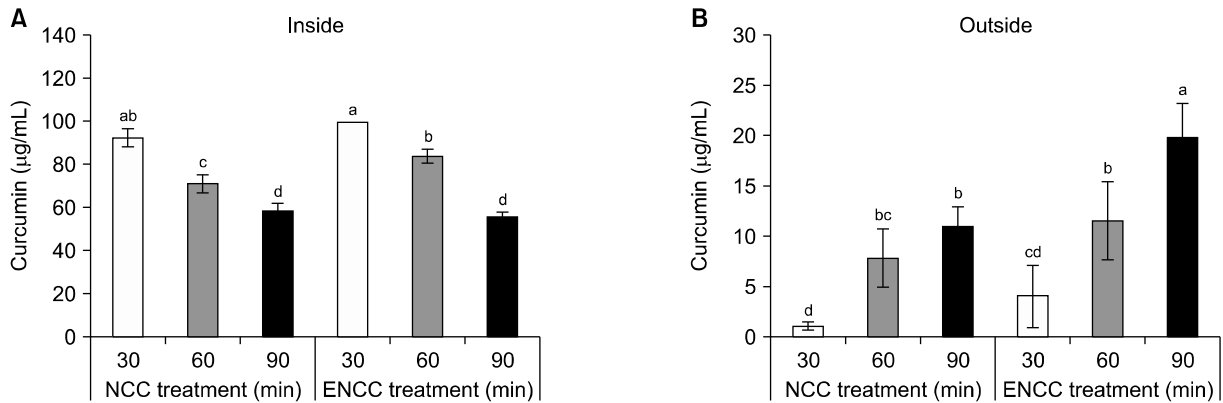 A
Inside
140
120
100
80
60
40
20
0
Curcumin (μg/mL)
ab
c
d
a
b
d
30 60 90 30 60 90
NCC treatment (min) ENCC treatment (min)
B
Outside
30
25
20
15
10
5
0
Curcumin (μg/mL)
d
bc
b
cd
b
a
30 60 90 30 60 90
NCC treatment (min) ENCC treatment (min)